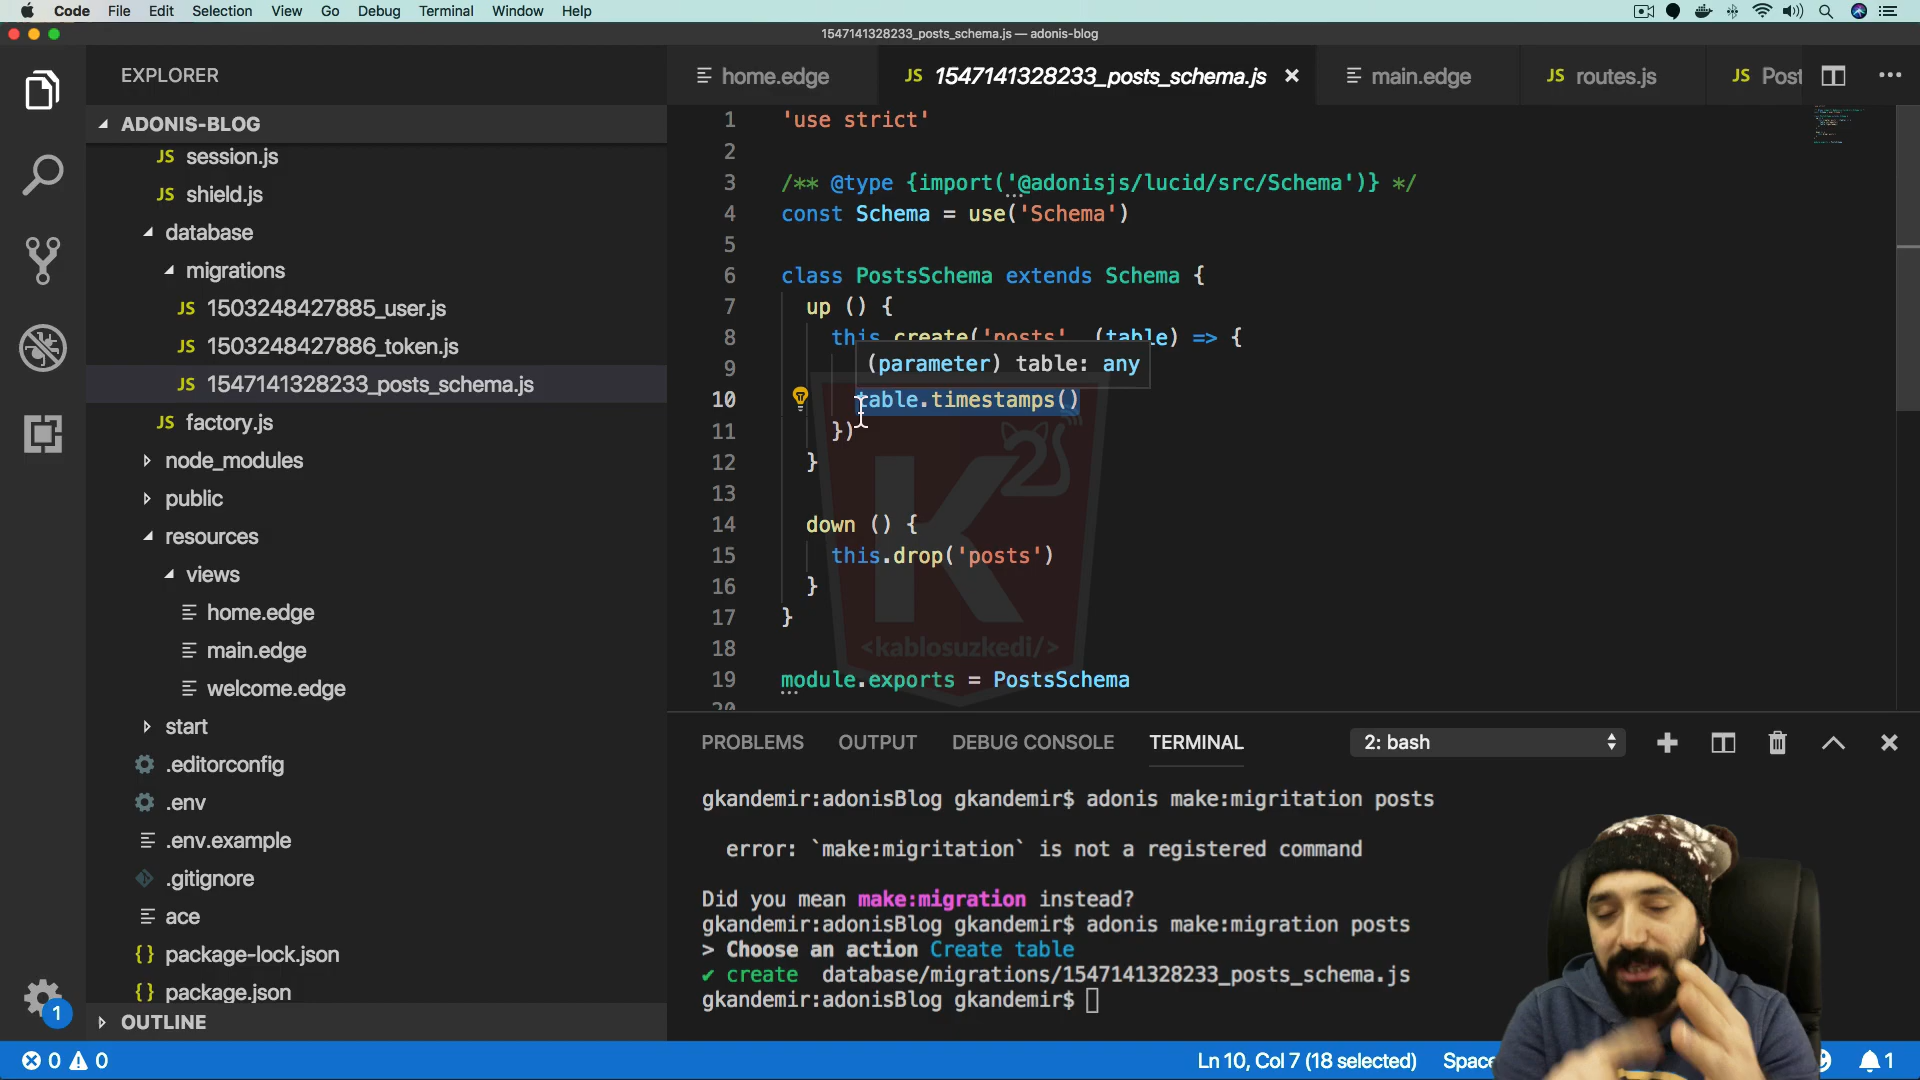 Code File Edit Selection View Go Debug Terminal Window Help
1547141328233_posts_schema.js — adonis-blog
EXPLORER
ADONIS-BLOG
session.js
shield.js
database
migrations
1503248427885_user.js
1503248427886_token.js
1547141328233_posts_schema.js
factory.js
node_modules
public
resources
views
home.edge
main.edge
welcome.edge
start
.editorconfig
.env
.env.example
.gitignore
ace
package-lock.json
package.json
OUTLINE
home.edge JS 1547141328233_posts_schema.js main.edge JS routes.js JS Post
1 'use strict'
2
3 /** @type {import('@adonisjs/lucid/src/Schema')} */
4 const Schema = use('Schema')
5
6 class PostsSchema extends Schema {
7 up () {
8 this.create('posts', (table) => {
(parameter) table: any
9
10 table.timestamps()
11 })
12 }
13
14 down () {
15 this.drop('posts')
16 }
17 }
18
19 module.exports = PostsSchema
20
K
<kablosuzkedi/>
PROBLEMS OUTPUT DEBUG CONSOLE TERMINAL 2: bash
gkandemir:adonisBlog gkandemir$ adonis make:migritation posts
error: `make:migritation` is not a registered command
Did you mean make:migration instead?
gkandemir:adonisBlog gkandemir$ adonis make:migration posts
> Choose an action Create table
✔ create database/migrations/1547141328233_posts_schema.js
gkandemir:adonisBlog gkandemir$
1
0 0 Ln 10, Col 7 (18 selected) Spac 1